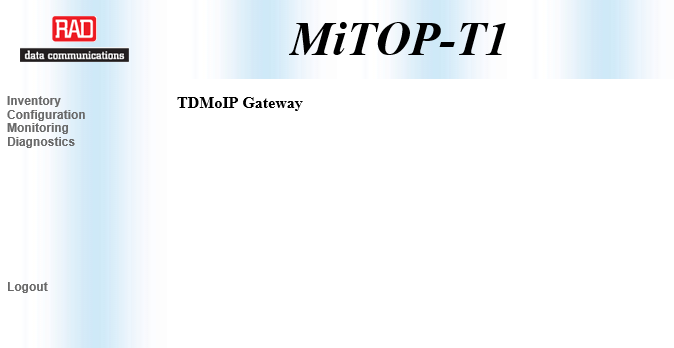 RAD
data communications
MiTOP-T1
Inventory
Configuration
Monitoring
Diagnostics
Logout
TDMoIP Gateway